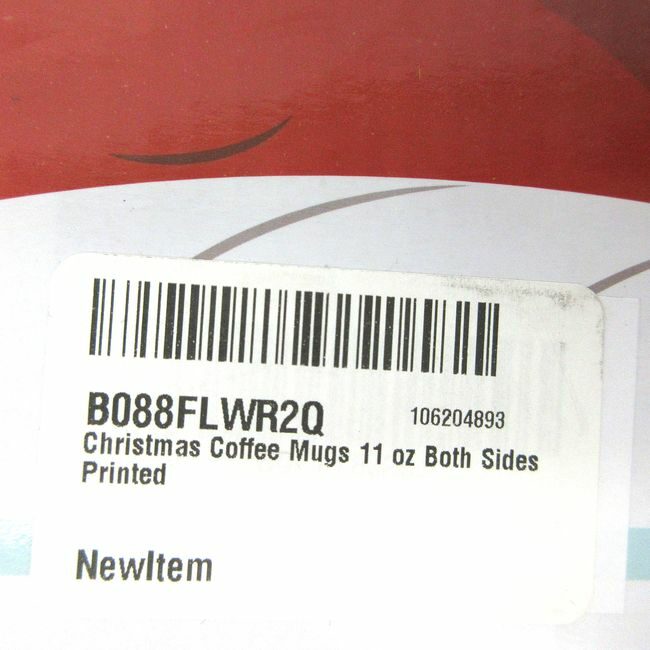 B088FLWR2Q 106204893
Christmas Coffee Mugs 11 oz Both Sides
Printed
NewItem